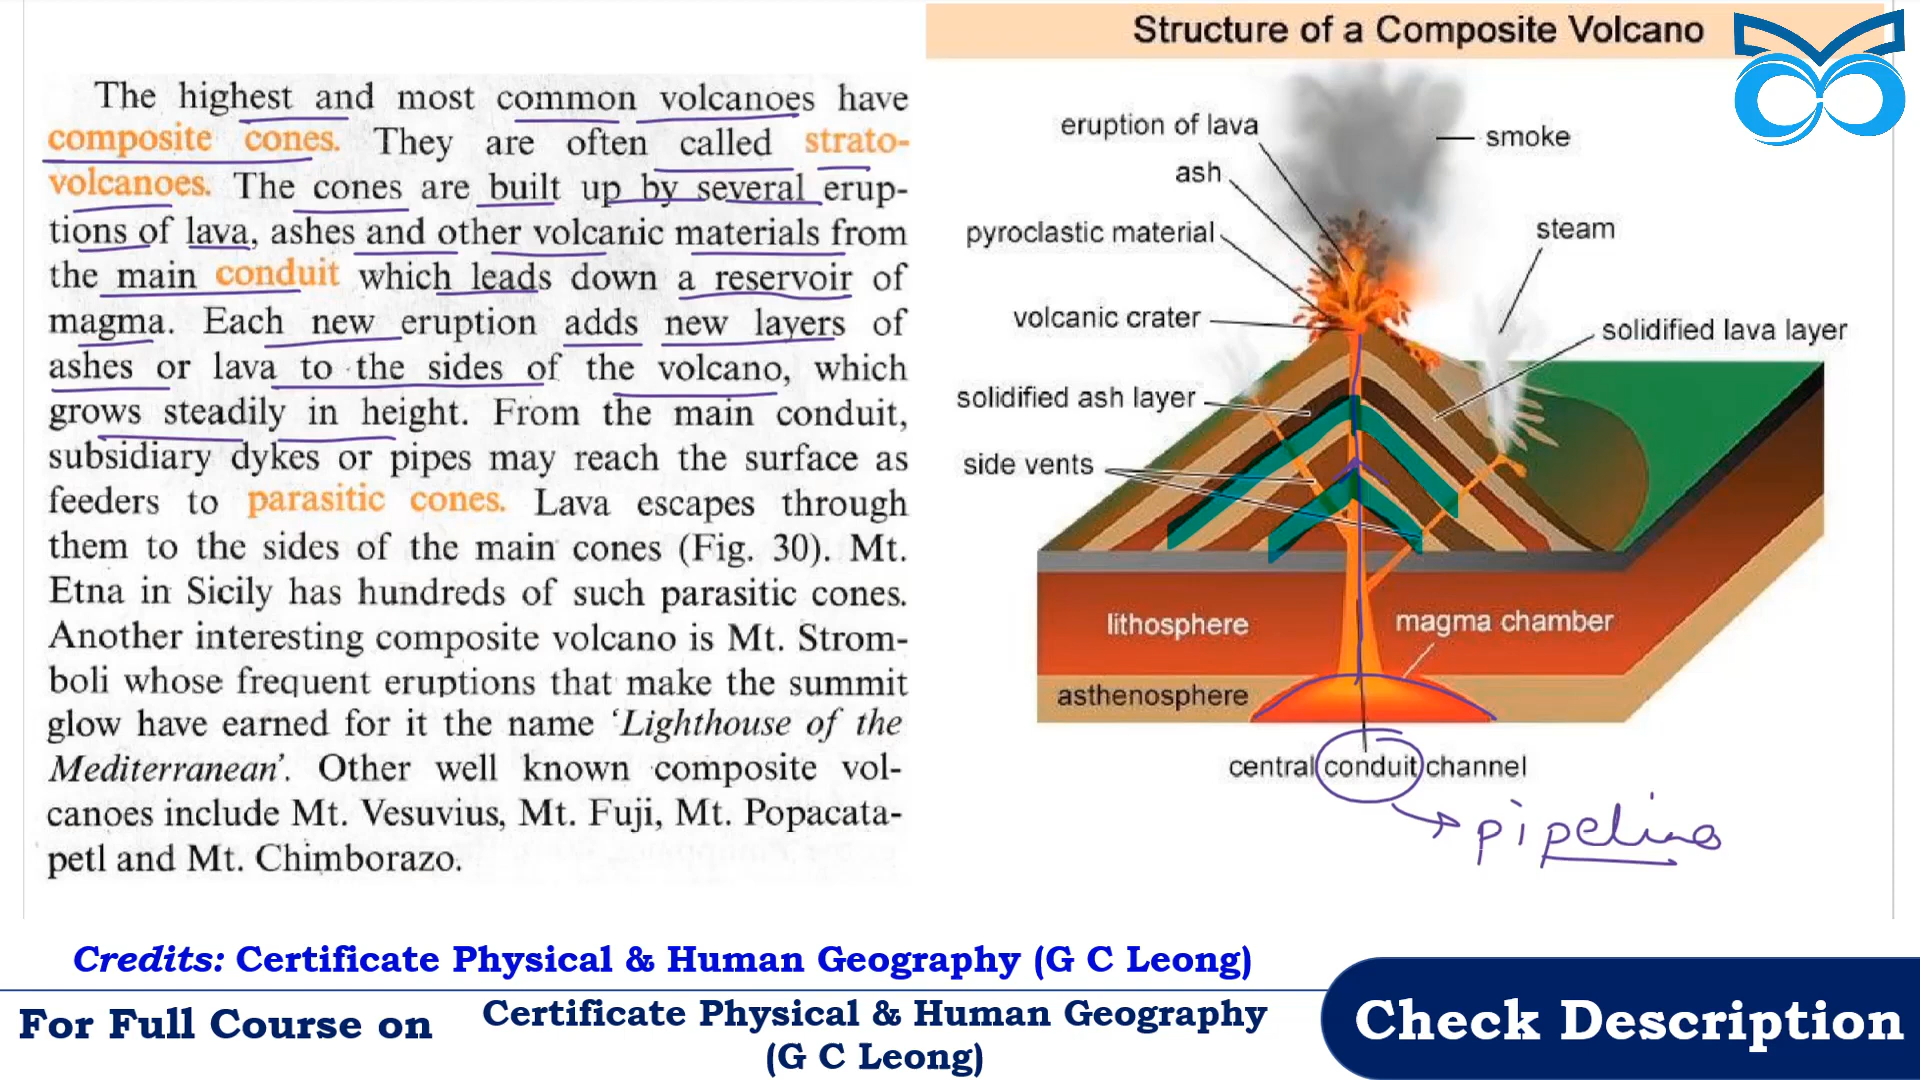 Structure of a Composite Volcano
The highest and most common volcanoes have
composite cones. They are often called strato-
volcanoes. The cones are built up by several erup-
tions of lava, ashes and other volcanic materials from
the main conduit which leads down a reservoir of
magma. Each new eruption adds new layers of
ashes or lava to the sides of the volcano, which
grows steadily in height. From the main conduit,
subsidiary dykes or pipes may reach the surface as
feeders to parasitic cones. Lava escapes through
them to the sides of the main cones (Fig. 30). Mt.
Etna in Sicily has hundreds of such parasitic cones.
Another interesting composite volcano is Mt. Strom-
boli whose frequent eruptions that make the summit
glow have earned for it the name ‘Lighthouse of the
Mediterranean’. Other well known composite vol-
canoes include Mt. Vesuvius, Mt. Fuji, Mt. Popacata-
petl and Mt. Chimborazo.
eruption of lava
smoke
ash
steam
pyroclastic material
volcanic crater
solidified lava layer
solidified ash layer
side vents
lithosphere
magma chamber
asthenosphere
central conduit channel
pipeline
Credits: Certificate Physical & Human Geography (G C Leong)
For Full Course on
Certificate Physical & Human Geography
(G C Leong)
Check Description